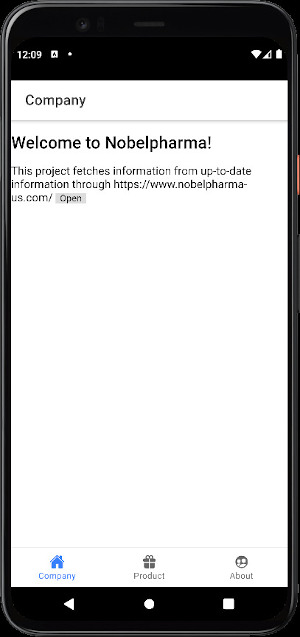 12:09
Company
Welcome to Nobelpharma!
This project fetches information from up-to-date
information through https://www.nobelpharma-
us.com/ Open
Company Product About